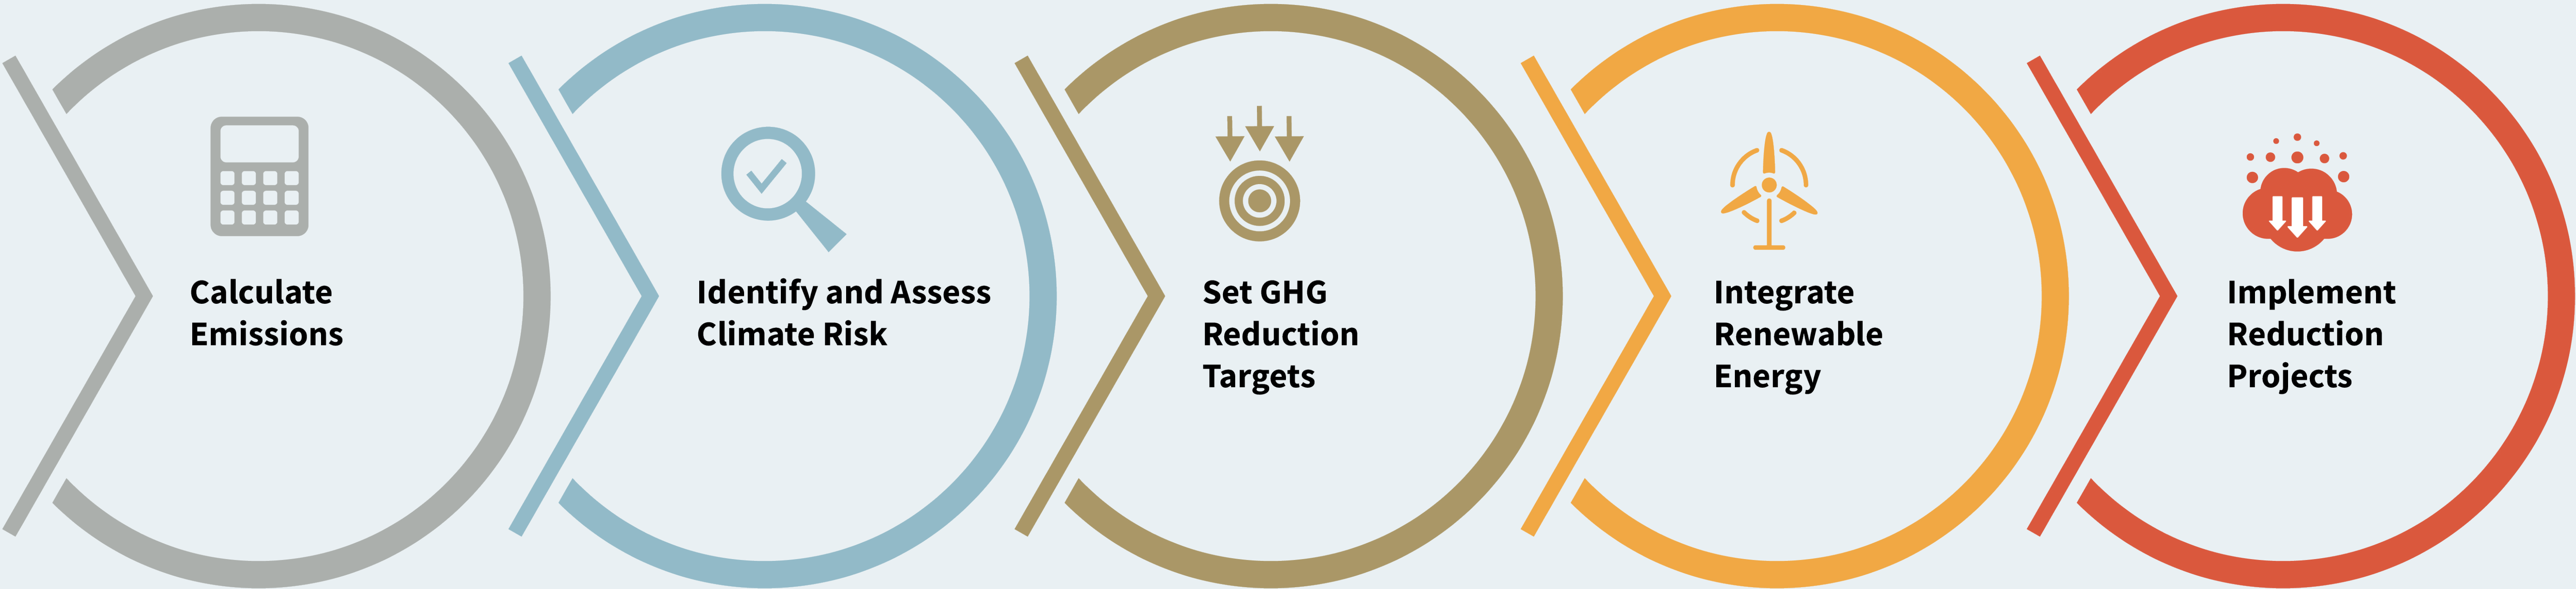 Calculate
Emissions
Identify and Assess
Climate Risk
Set GHG
Reduction
Targets
Integrate
Renewable
Energy
Implement
Reduction
Projects